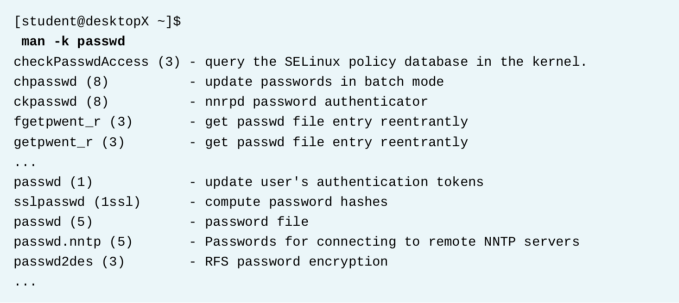 [student@desktopX ~]$
man -k passwd
checkPasswdAccess (3) - query the SELinux policy database in the kernel.
chpasswd (8)          - update passwords in batch mode
ckpasswd (8)          - nnrpd password authenticator
fgetpwent_r (3)       - get passwd file entry reentrantly
getpwent_r (3)        - get passwd file entry reentrantly
...
passwd (1)            - update user's authentication tokens
sslpasswd (1ssl)      - compute password hashes
passwd (5)            - password file
passwd.nntp (5)       - Passwords for connecting to remote NNTP servers
passwd2des (3)        - RFS password encryption
...